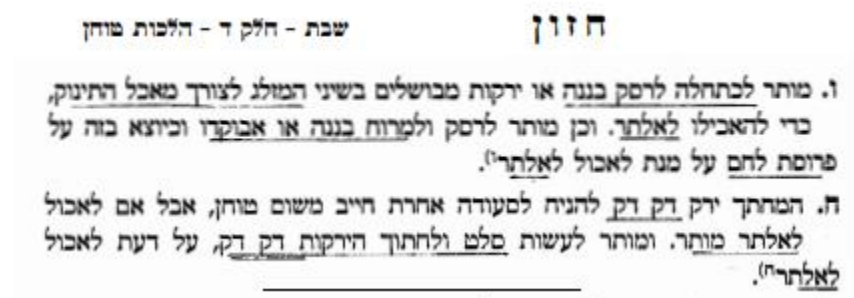 חזון
שבת - חלק ד - הלכות טוחן
ו. מותר לכתחלה לרסק בננה או ירקות מבושלים בשיני המזלג לצורך מאכל התינוק,
כדי להאכילו לאלתר. וכן מותר לרסק ולמרוח בננה או אבוקדו וכיוצא בזה על
פרוסת לחם על מנת לאכול לאלתר⁽ז⁾.
ח. המחתך ירק דק דק להניח לסעודה אחרת חייב משום טוחן, אבל אם לאכול
לאלתר מותר. ומותר לעשות סלט ולחתוך הירקות דק דק, על דעת לאכול
לאלתר⁽ח⁾.